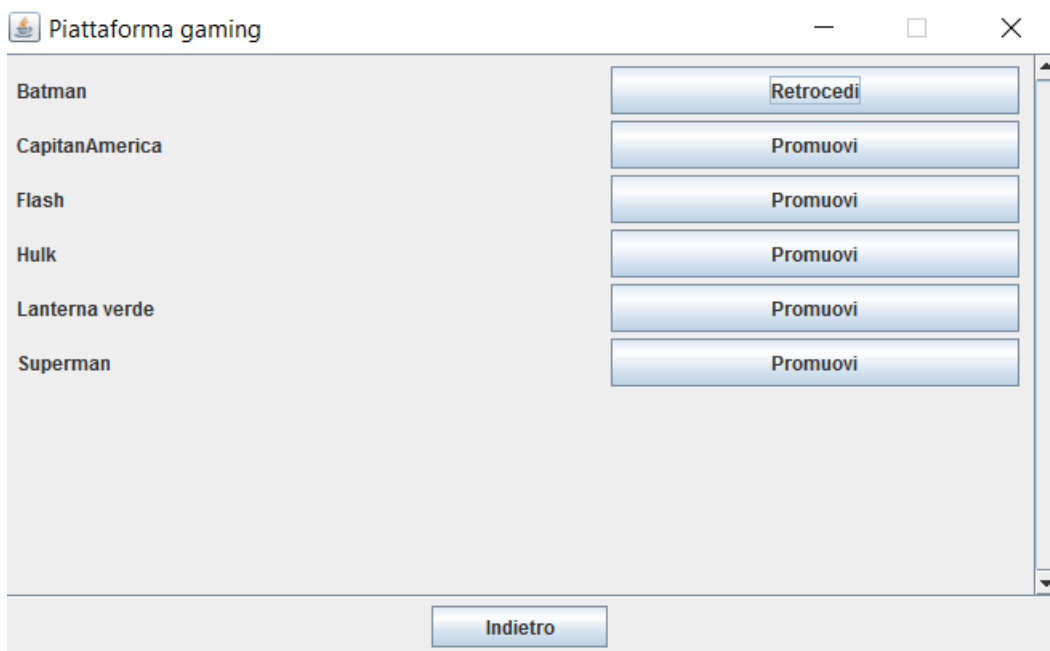 Piattaforma gaming
Batman Retrocedi
CapitanAmerica Promuovi
Flash Promuovi
Hulk Promuovi
Lanterna verde Promuovi
Superman Promuovi
Indietro